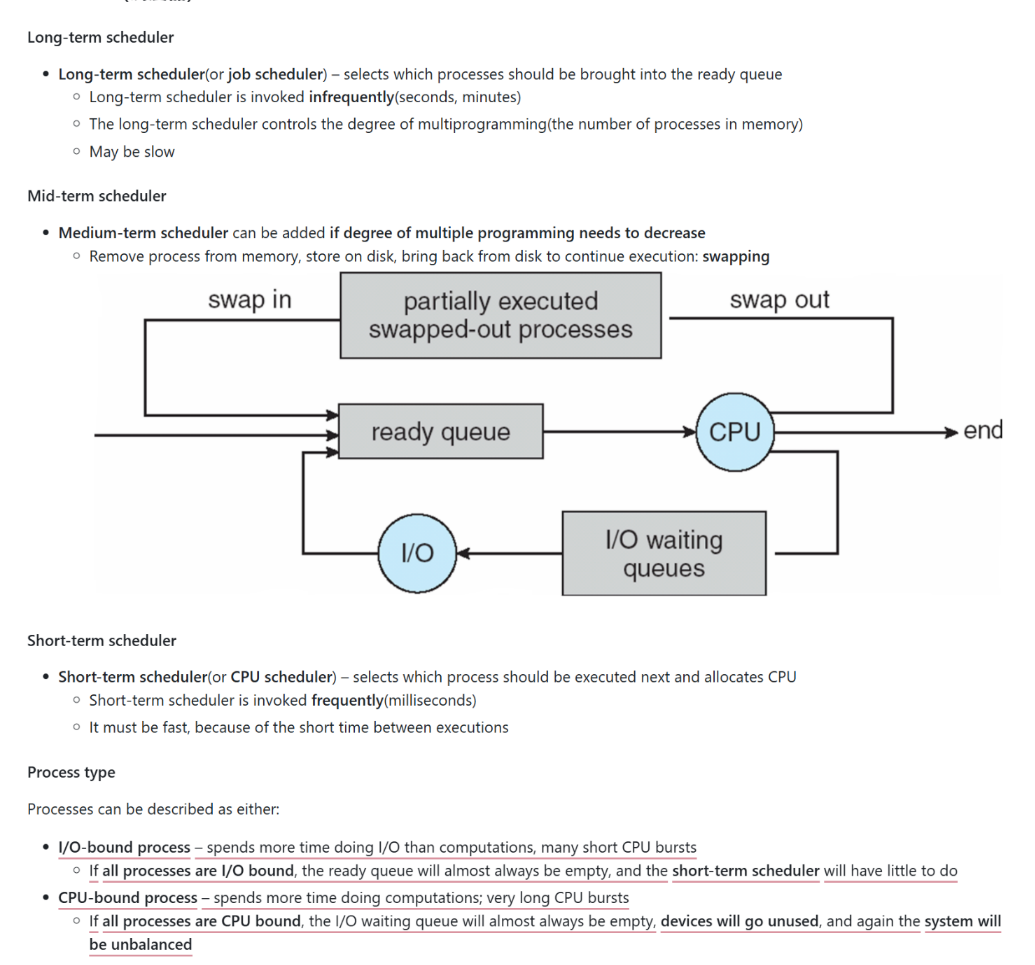 Long-term scheduler
• Long-term scheduler(or job scheduler) – selects which processes should be brought into the ready queue
◦ Long-term scheduler is invoked infrequently(seconds, minutes)
◦ The long-term scheduler controls the degree of multiprogramming(the number of processes in memory)
◦ May be slow
Mid-term scheduler
• Medium-term scheduler can be added if degree of multiple programming needs to decrease
◦ Remove process from memory, store on disk, bring back from disk to continue execution: swapping
swap in
partially executed
swapped-out processes
swap out
ready queue
CPU
end
I/O
I/O waiting
queues
Short-term scheduler
• Short-term scheduler(or CPU scheduler) – selects which process should be executed next and allocates CPU
◦ Short-term scheduler is invoked frequently(milliseconds)
◦ It must be fast, because of the short time between executions
Process type
Processes can be described as either:
• I/O-bound process – spends more time doing I/O than computations, many short CPU bursts
◦ If all processes are I/O bound, the ready queue will almost always be empty, and the short-term scheduler will have little to do
• CPU-bound process – spends more time doing computations; very long CPU bursts
◦ If all processes are CPU bound, the I/O waiting queue will almost always be empty, devices will go unused, and again the system will
be unbalanced